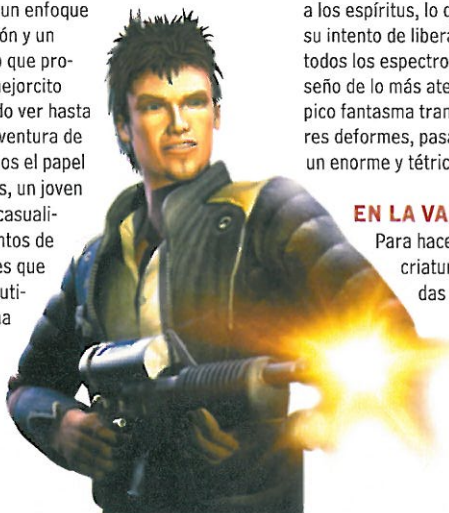 un enfoque
ón y un
que pro-
ejorcito
do ver hasta
ventura de
os el papel
s, un joven
casuali-
ntos de
es que
uti-
na
a los espíritus, lo
su intento de libera
todos los espectro
seño de lo más ate
pico fantasma tran
res deformes, pasa
un enorme y tétric
EN LA VA
Para hace
criatur
das